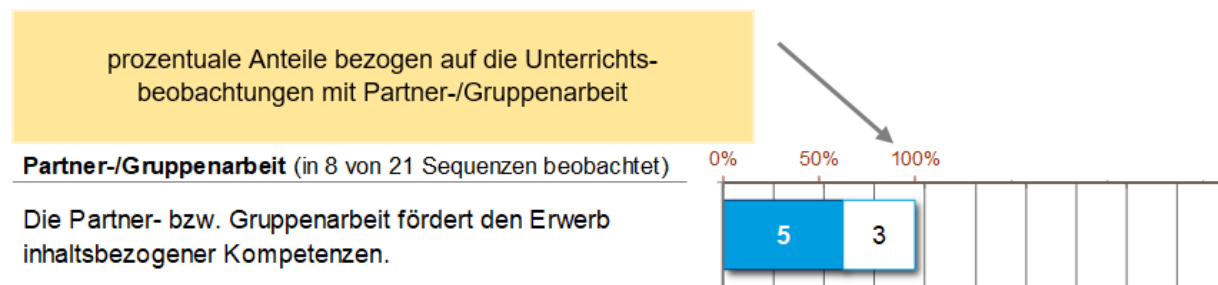 prozentuale Anteile bezogen auf die Unterrichts-
beobachtungen mit Partner-/Gruppenarbeit
Partner-/Gruppenarbeit (in 8 von 21 Sequenzen beobachtet)
0% 50% 100%
Die Partner- bzw. Gruppenarbeit fördert den Erwerb
inhaltsbezogener Kompetenzen.
5 3